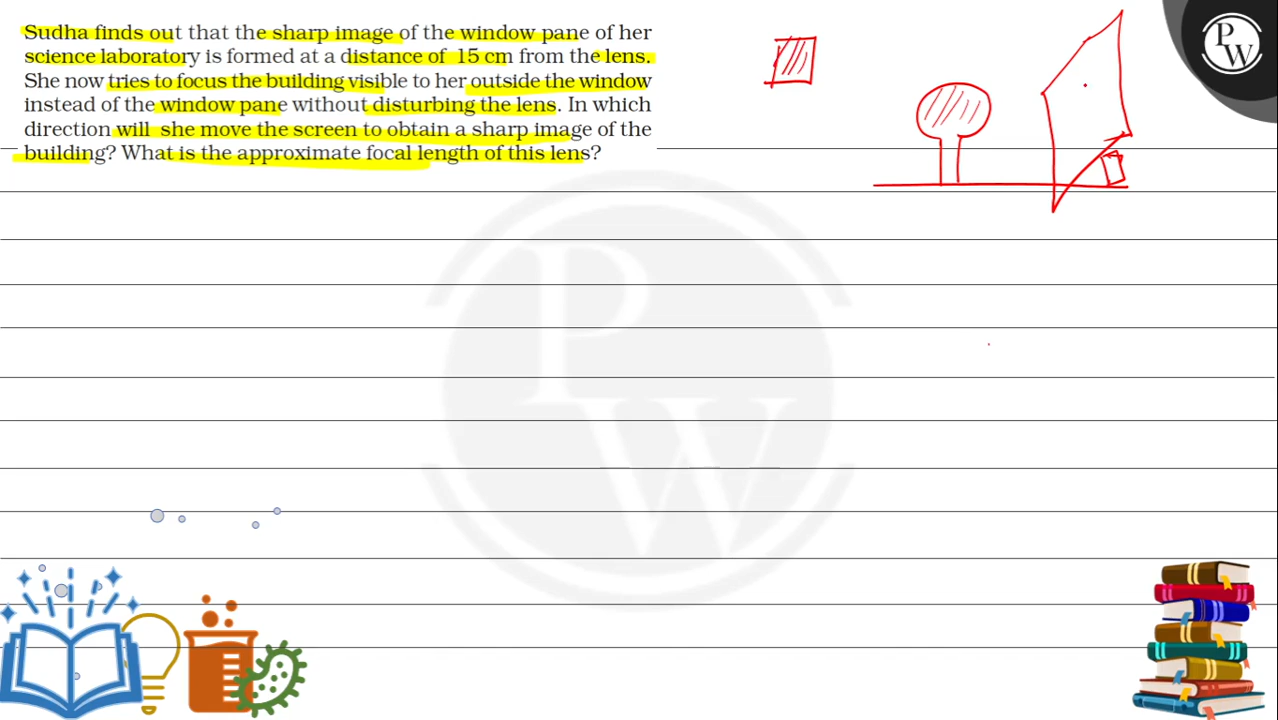 Sudha finds out that the sharp image of the window pane of her
science laboratory is formed at a distance of 15 cm from the lens.
She now tries to focus the building visible to her outside the window
instead of the window pane without disturbing the lens. In which
direction will she move the screen to obtain a sharp image of the
building? What is the approximate focal length of this lens?
PW
PW